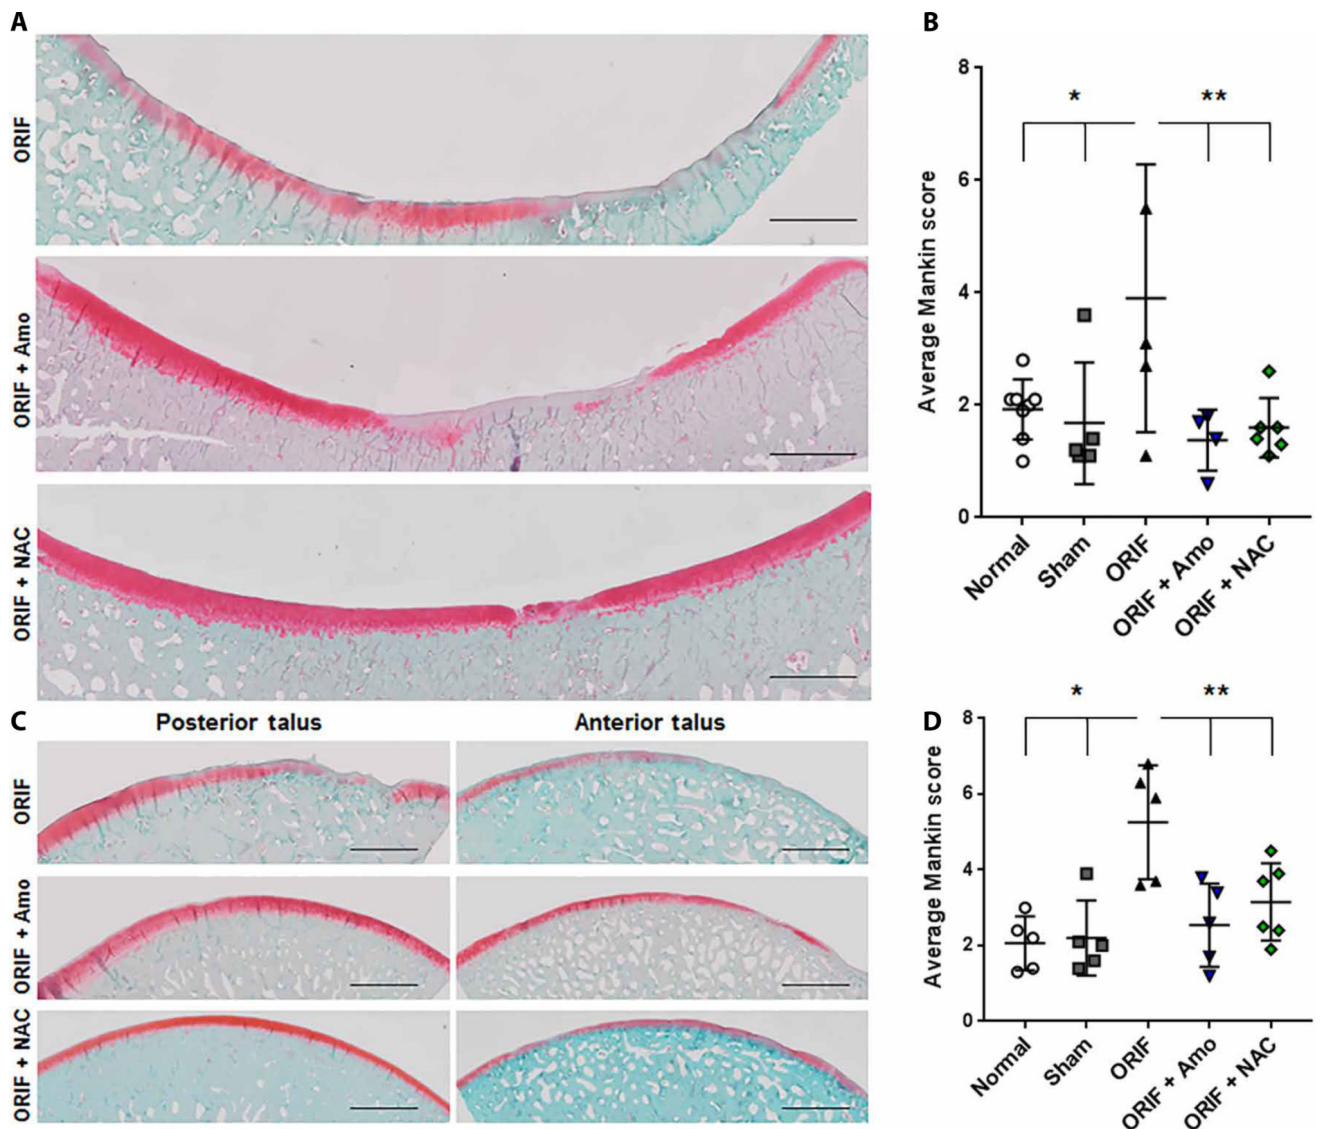 A
ORIF
ORIF + Amo
ORIF + NAC
B
Average Mankin score
8
6
4
2
0
*
**
Normal
Sham
ORIF
ORIF + Amo
ORIF + NAC
C
Posterior talus
Anterior talus
ORIF
ORIF + Amo
ORIF + NAC
D
Average Mankin score
8
6
4
2
0
*
**
Normal
Sham
ORIF
ORIF + Amo
ORIF + NAC